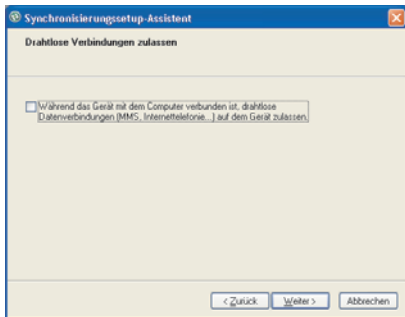 Synchronisierungssetup-Assistent
Drahtlose Verbindungen zulassen
Während das Gerät mit dem Computer verbunden ist, drahtlose
Datenverbindungen (MMS, Internettelefonie...) auf dem Gerät zulassen.
< Zurück Weiter > Abbrechen